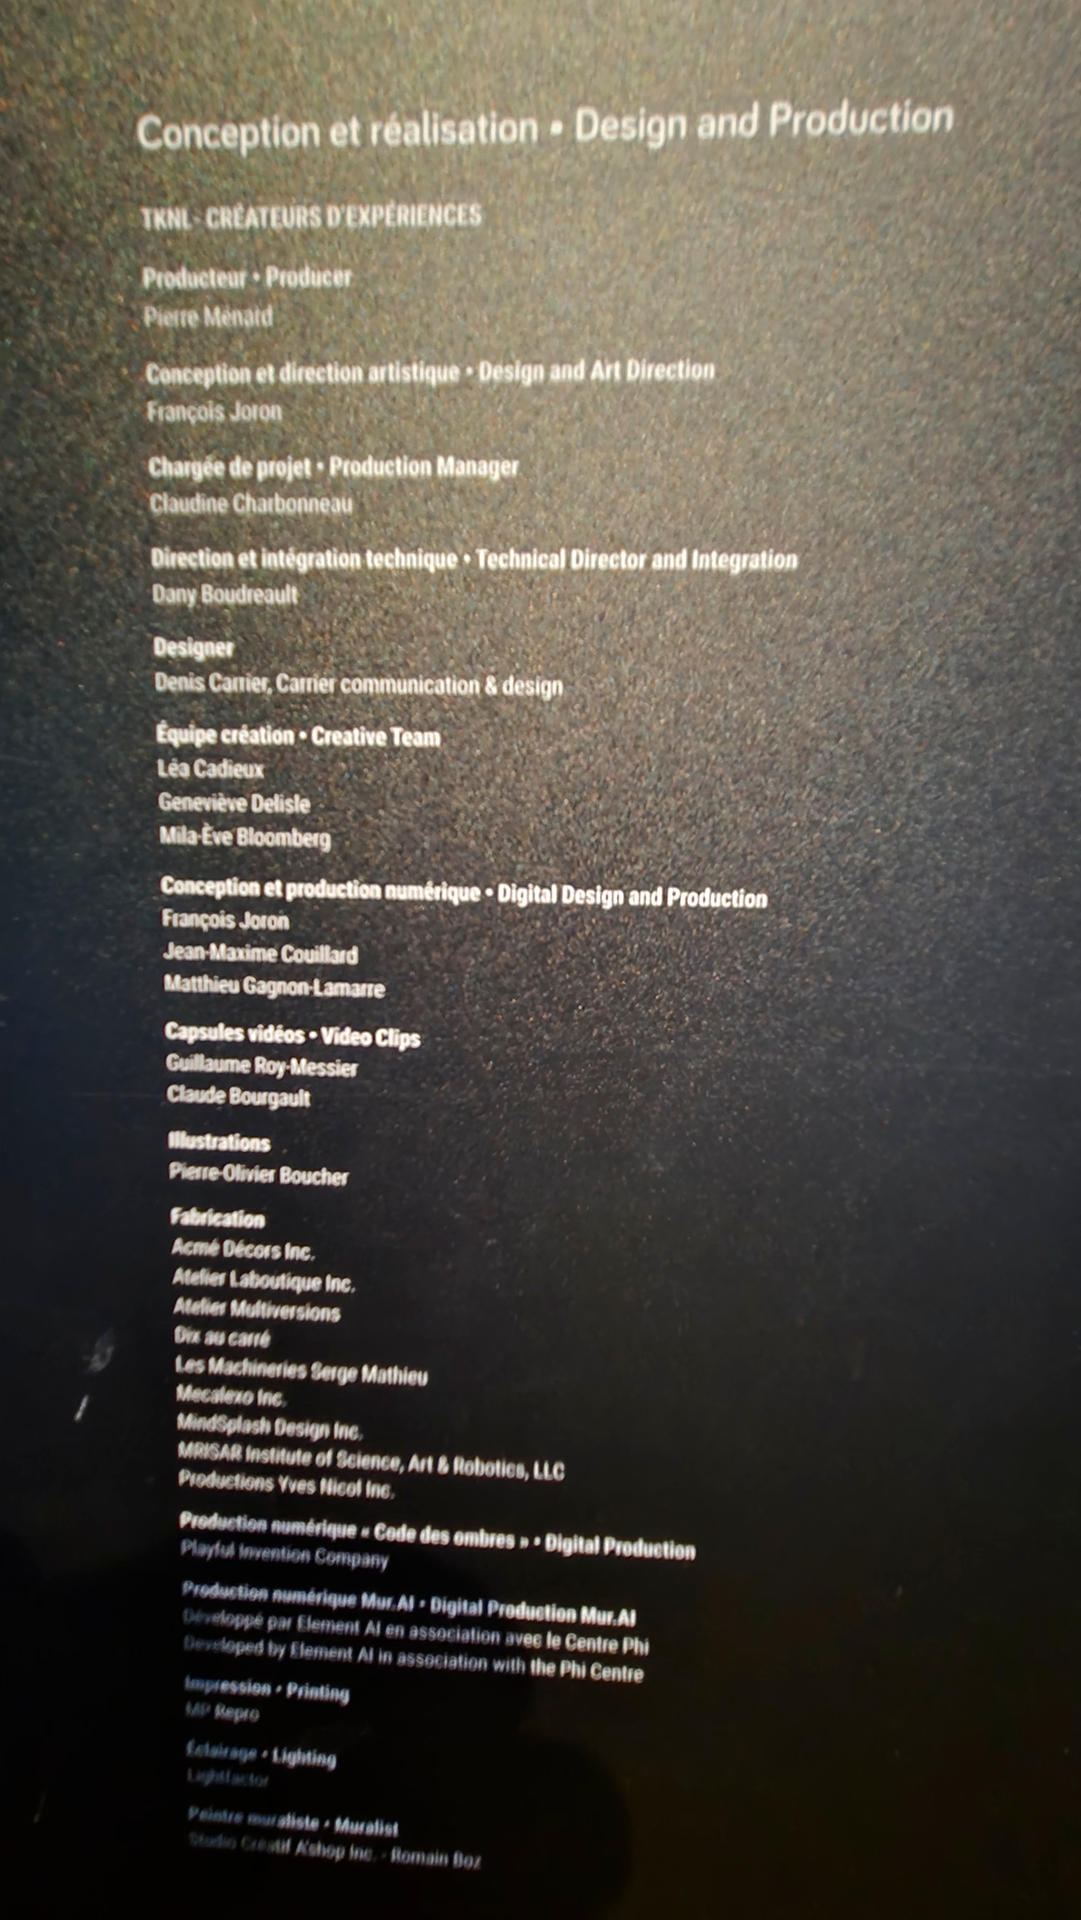 Conception et réalisation • Design and Production
TKNL - CRÉATEURS D'EXPÉRIENCES
Producteur • Producer
Pierre Ménard
Conception et direction artistique • Design and Art Direction
François Joron
Chargée de projet • Production Manager
Claudine Charbonneau
Direction et intégration technique • Technical Director and Integration
Dany Boudreault
Designer
Denis Carrier, Carrier communication & design
Équipe création • Creative Team
Léa Cadieux
Geneviève Delisle
Mila-Ève Bloomberg
Conception et production numérique • Digital Design and Production
François Joron
Jean-Maxime Couillard
Matthieu Gagnon-Lamarre
Capsules vidéos • Video Clips
Guillaume Roy-Messier
Claude Bourgault
Illustrations
Pierre-Olivier Boucher
Fabrication
Acmé Décors Inc.
Atelier Laboutique Inc.
Atelier Multiversions
Dix au carré
Les Machineries Serge Mathieu
Mecalexo Inc.
MindSplash Design Inc.
MRISAR Institute of Science, Art & Robotics, LLC
Productions Yves Nicol Inc.
Production numérique « Code des ombres » • Digital Production
Playful Invention Company
Production numérique Mur.AI • Digital Production Mur.AI
Développé par Element AI en association avec le Centre Phi
Developed by Element AI in association with the Phi Centre
Impression • Printing
MP Repro
Éclairage • Lighting
Lightfactor
Peintre muraliste • Muralist
Studio Créatif A'shop Inc. - Romain Boz